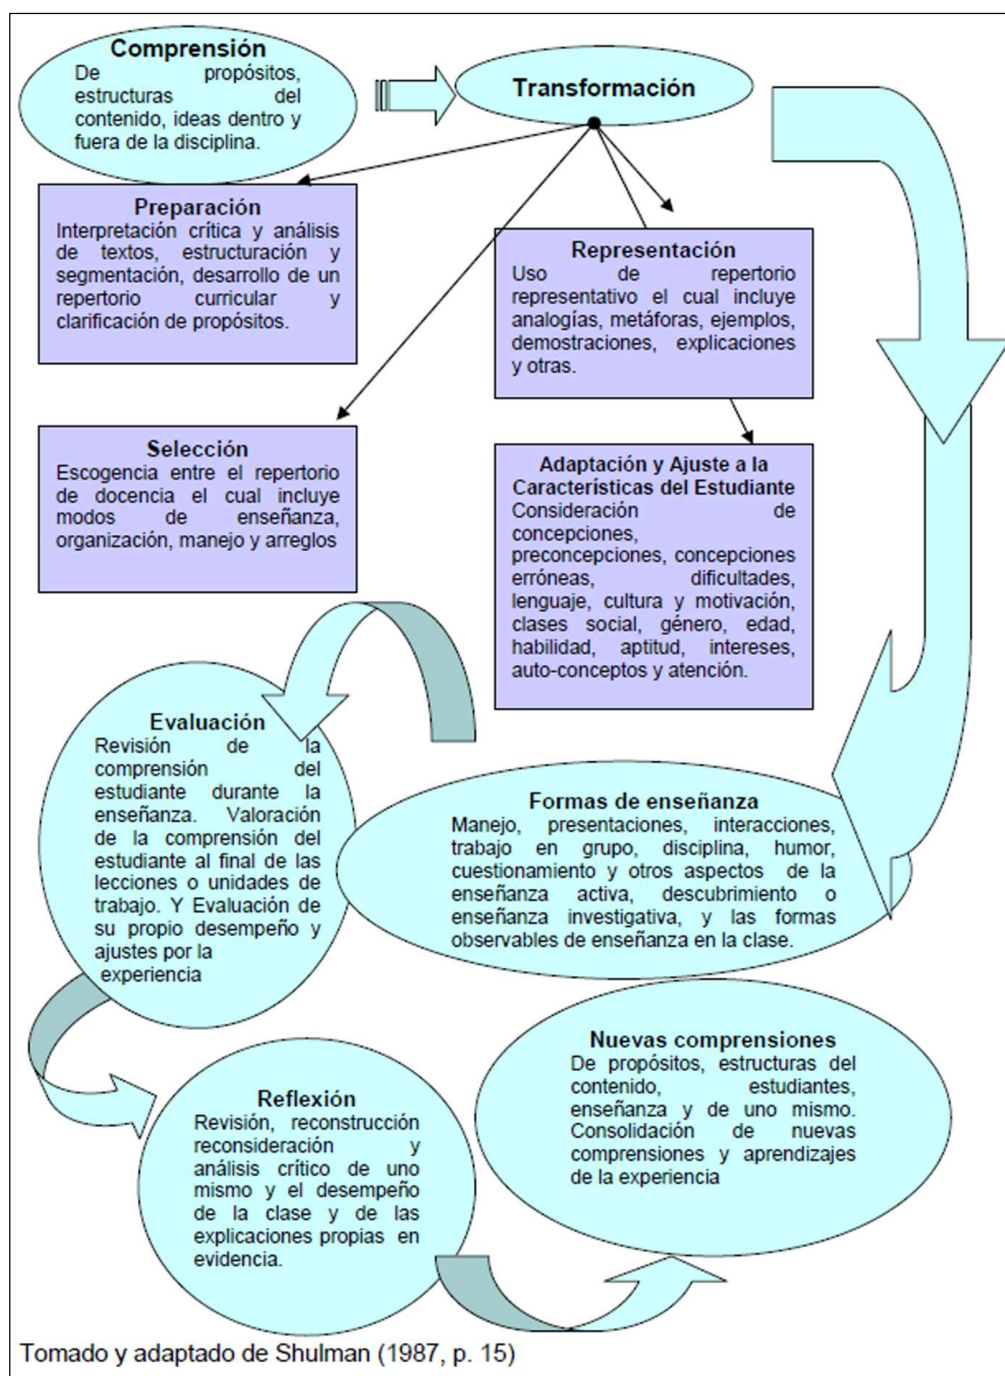 Comprensión
De propósitos,
estructuras del
contenido, ideas dentro y
fuera de la disciplina.
Transformación
Preparación
Interpretación crítica y análisis
de textos, estructuración y
segmentación, desarrollo de un
repertorio curricular y
clarificación de propósitos.
Representación
Uso de repertorio
representativo el cual incluye
analogías, metáforas, ejemplos,
demostraciones, explicaciones
y otras.
Selección
Escogencia entre el repertorio
de docencia el cual incluye
modos de enseñanza,
organización, manejo y arreglos
Adaptación y Ajuste a la
Características del Estudiante
Consideración de
concepciones,
preconcepciones, concepciones
erróneas, dificultades,
lenguaje, cultura y motivación,
clases social, género, edad,
habilidad, aptitud, intereses,
auto-conceptos y atención.
Evaluación
Revisión de la
comprensión del
estudiante durante la
enseñanza. Valoración
de la comprensión del
estudiante al final de las
lecciones o unidades de
trabajo. Y Evaluación de
su propio desempeño y
ajustes por la
experiencia
Formas de enseñanza
Manejo, presentaciones, interacciones,
trabajo en grupo, disciplina, humor,
cuestionamiento y otros aspectos de la
enseñanza activa, descubrimiento o
enseñanza investigativa, y las formas
observables de enseñanza en la clase.
Reflexión
Revisión, reconstrucción
reconsideración y
análisis crítico de uno
mismo y el desempeño
de la clase y de las
explicaciones propias en
evidencia.
Nuevas comprensiones
De propósitos, estructuras del
contenido, estudiantes,
enseñanza y de uno mismo.
Consolidación de nuevas
comprensiones y aprendizajes
de la experiencia
Tomado y adaptado de Shulman (1987, p. 15)